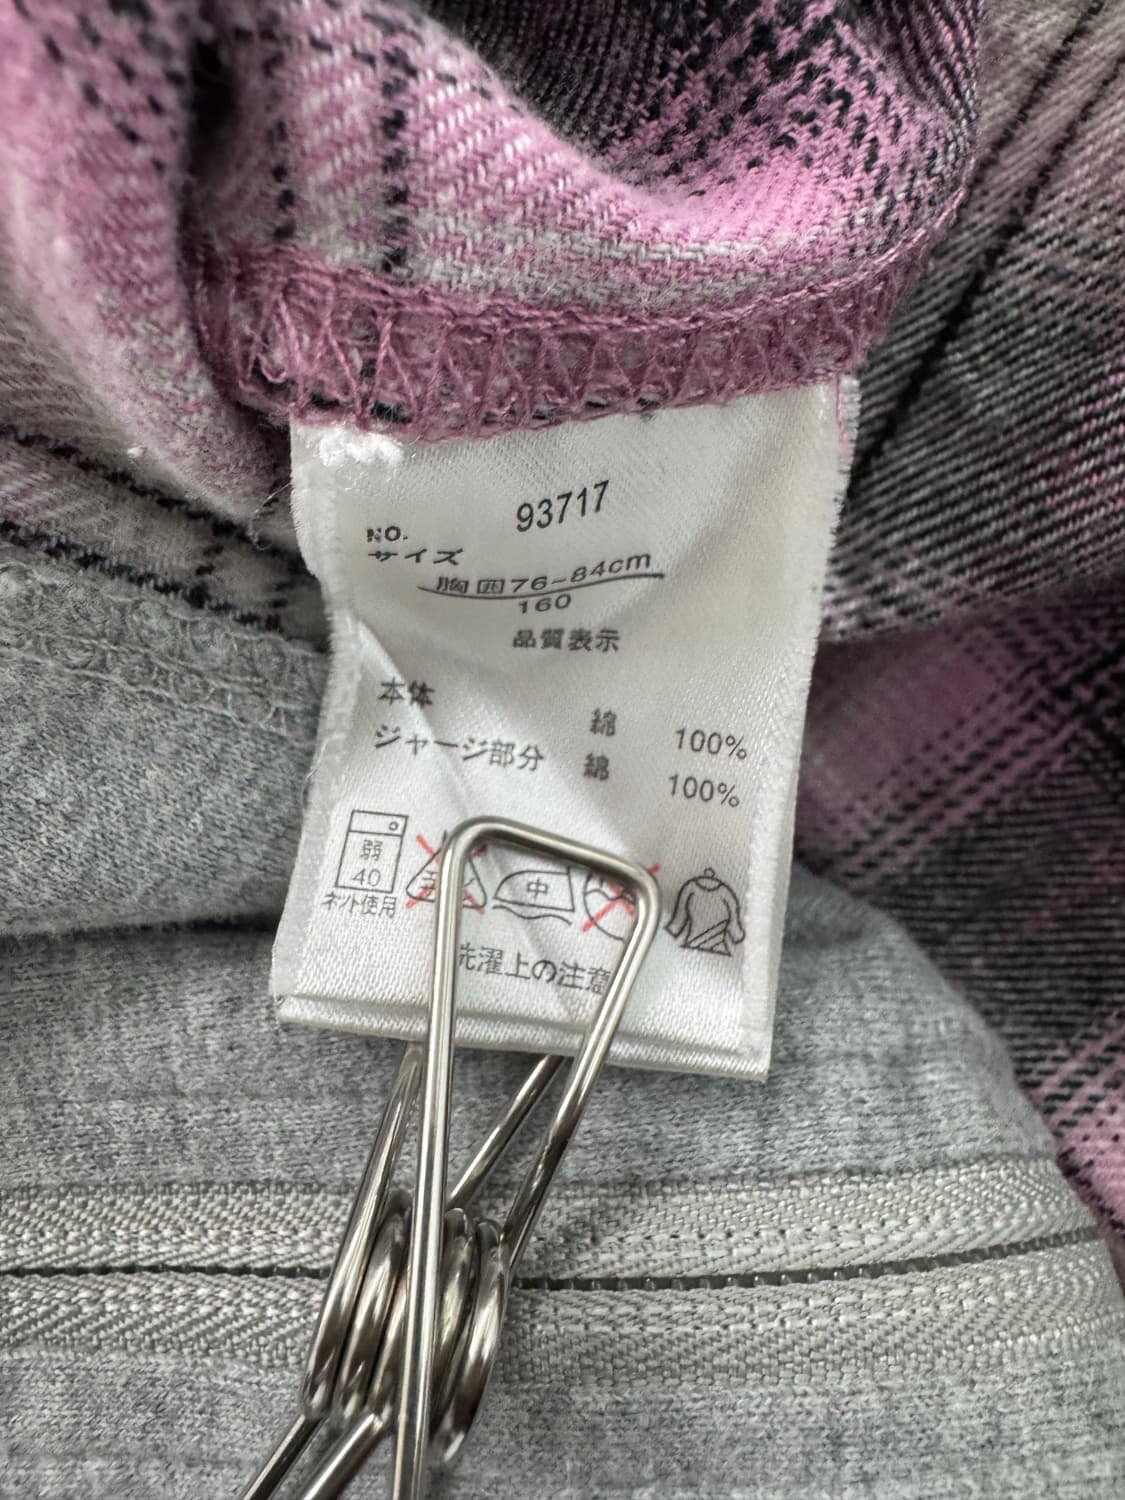 NO. 93717
サイズ
胸囲76~84cm
160
品質表示
本体 綿 100%
ジャージ部分 綿 100%
弱
40
中
ネット使用
洗濯上の注意